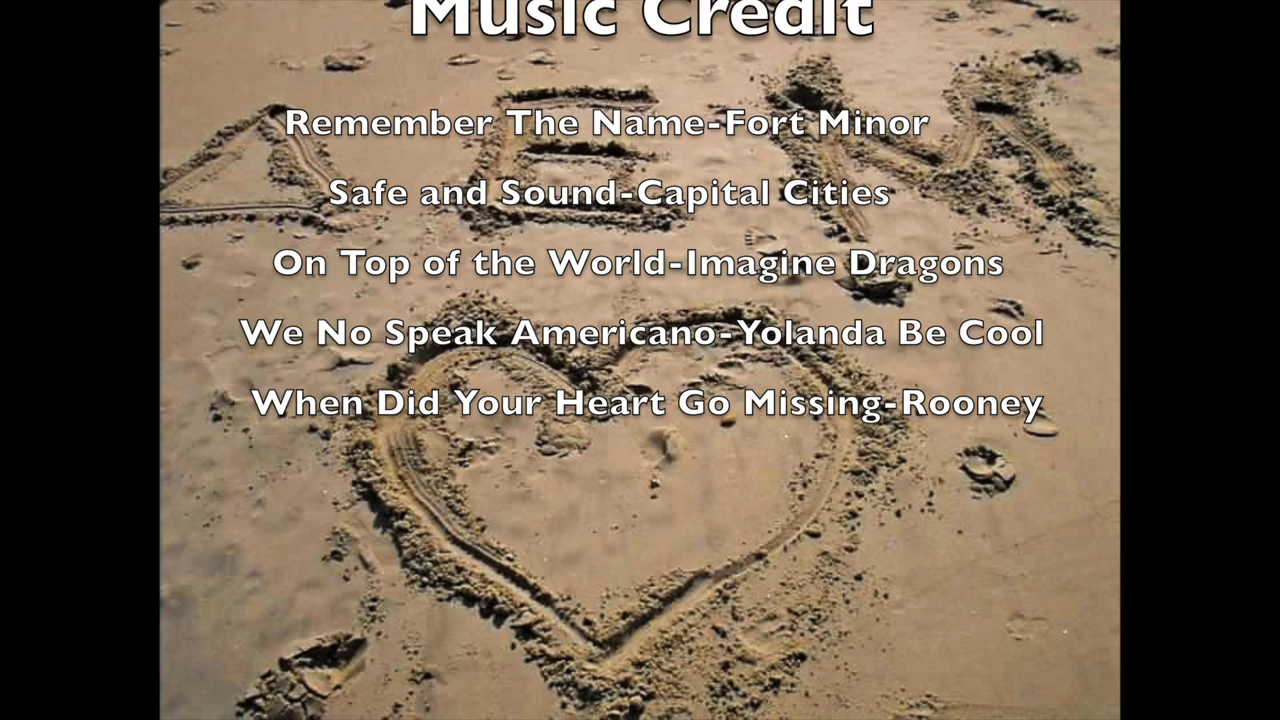 Music Credit
ΔΞM
Remember The Name-Fort Minor
Safe and Sound-Capital Cities
On Top of the World-Imagine Dragons
We No Speak Americano-Yolanda Be Cool
When Did Your Heart Go Missing-Rooney